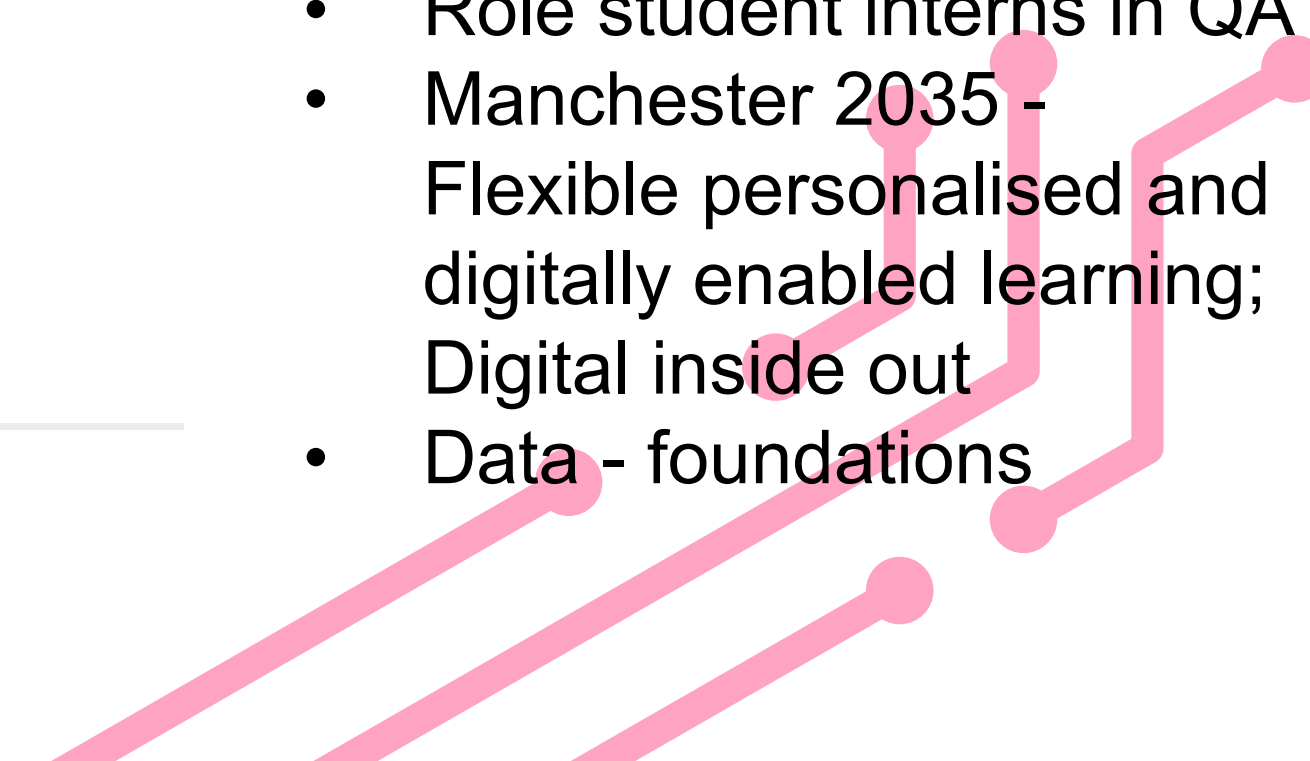 • Role student interns in QA
• Manchester 2035 -
Flexible personalised and
digitally enabled learning;
Digital inside out
• Data - foundations